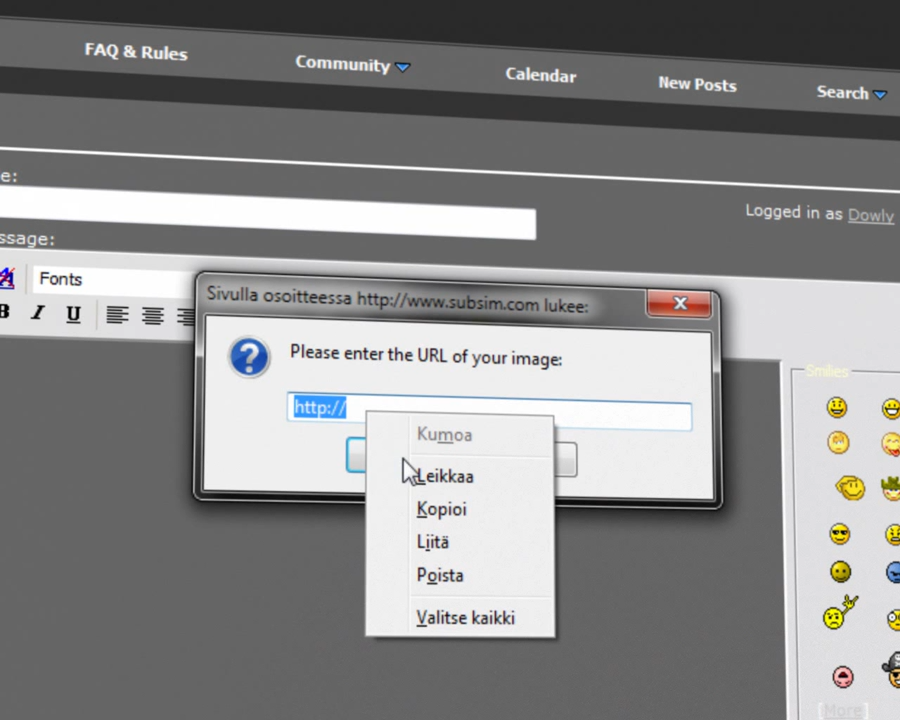 FAQ & Rules
Community
Calendar
New Posts
Search
e:
Logged in as Dowly
ssage:
Fonts
B I U
Sivulla osoitteessa http://www.subsim.com lukee:
Please enter the URL of your image:
http://
Kumoa
Leikkaa
Kopioi
Liitä
Poista
Valitse kaikki
Smilies
[More]